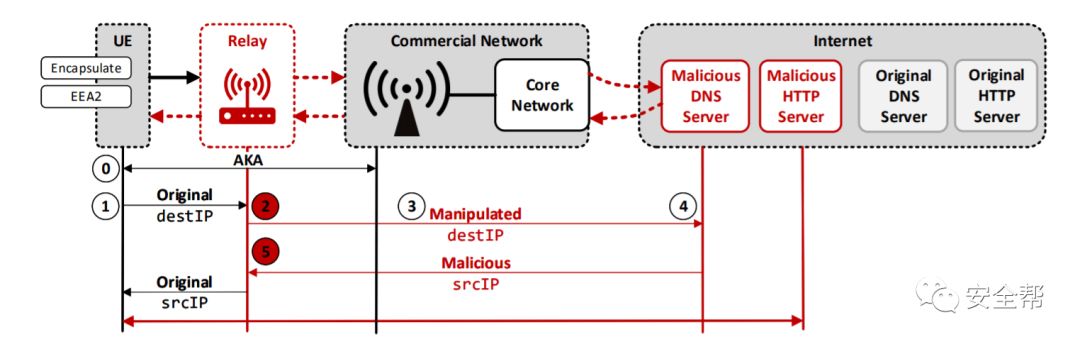 UE
Encapsulate
EEA2
Relay
Commercial Network
Core
Network
Internet
Malicious
DNS
Server
Malicious
HTTP
Server
Original
DNS
Server
Original
HTTP
Server
0
AKA
1
Original
destIP
2
3
Manipulated
destIP
4
5
Malicious
srcIP
Original
srcIP
安全帮